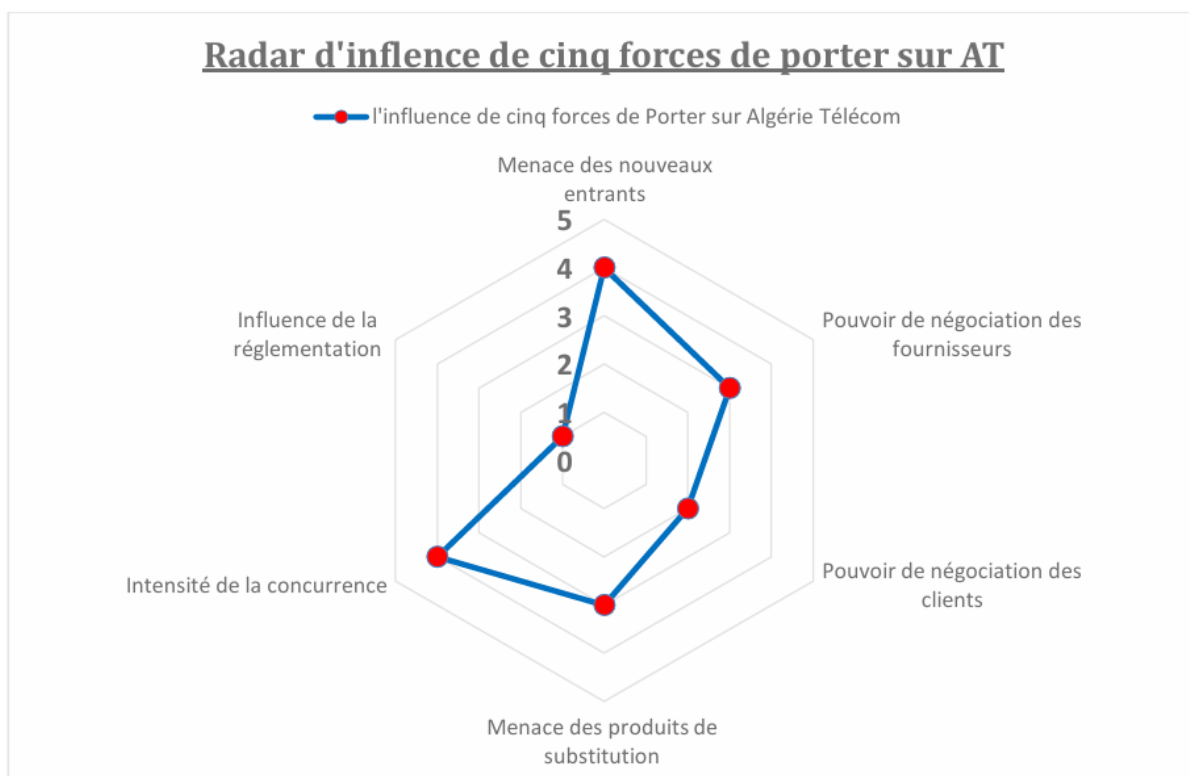 Radar d'inflence de cinq forces de porter sur AT
l'influence de cinq forces de Porter sur Algérie Télécom
Menace des nouveaux
entrants
5
4
3
2
1
0
Pouvoir de négociation des
fournisseurs
Pouvoir de négociation des
clients
Menace des produits de
substitution
Intensité de la concurrence
Influence de la
réglementation